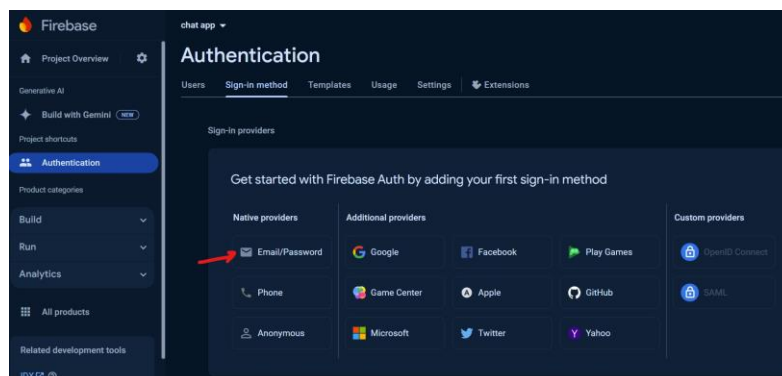 Firebase
Project Overview
Generative AI
Build with Gemini NEW
Project shortcuts
Authentication
Product categories
Build
Run
Analytics
All products
Related development tools
IDX
chat app
Authentication
Users Sign-in method Templates Usage Settings Extensions
Sign-in providers
Get started with Firebase Auth by adding your first sign-in method
Native providers Additional providers Custom providers
Email/Password Google Facebook Play Games OpenID Connect
Phone Game Center Apple GitHub SAML
Anonymous Microsoft Twitter Yahoo